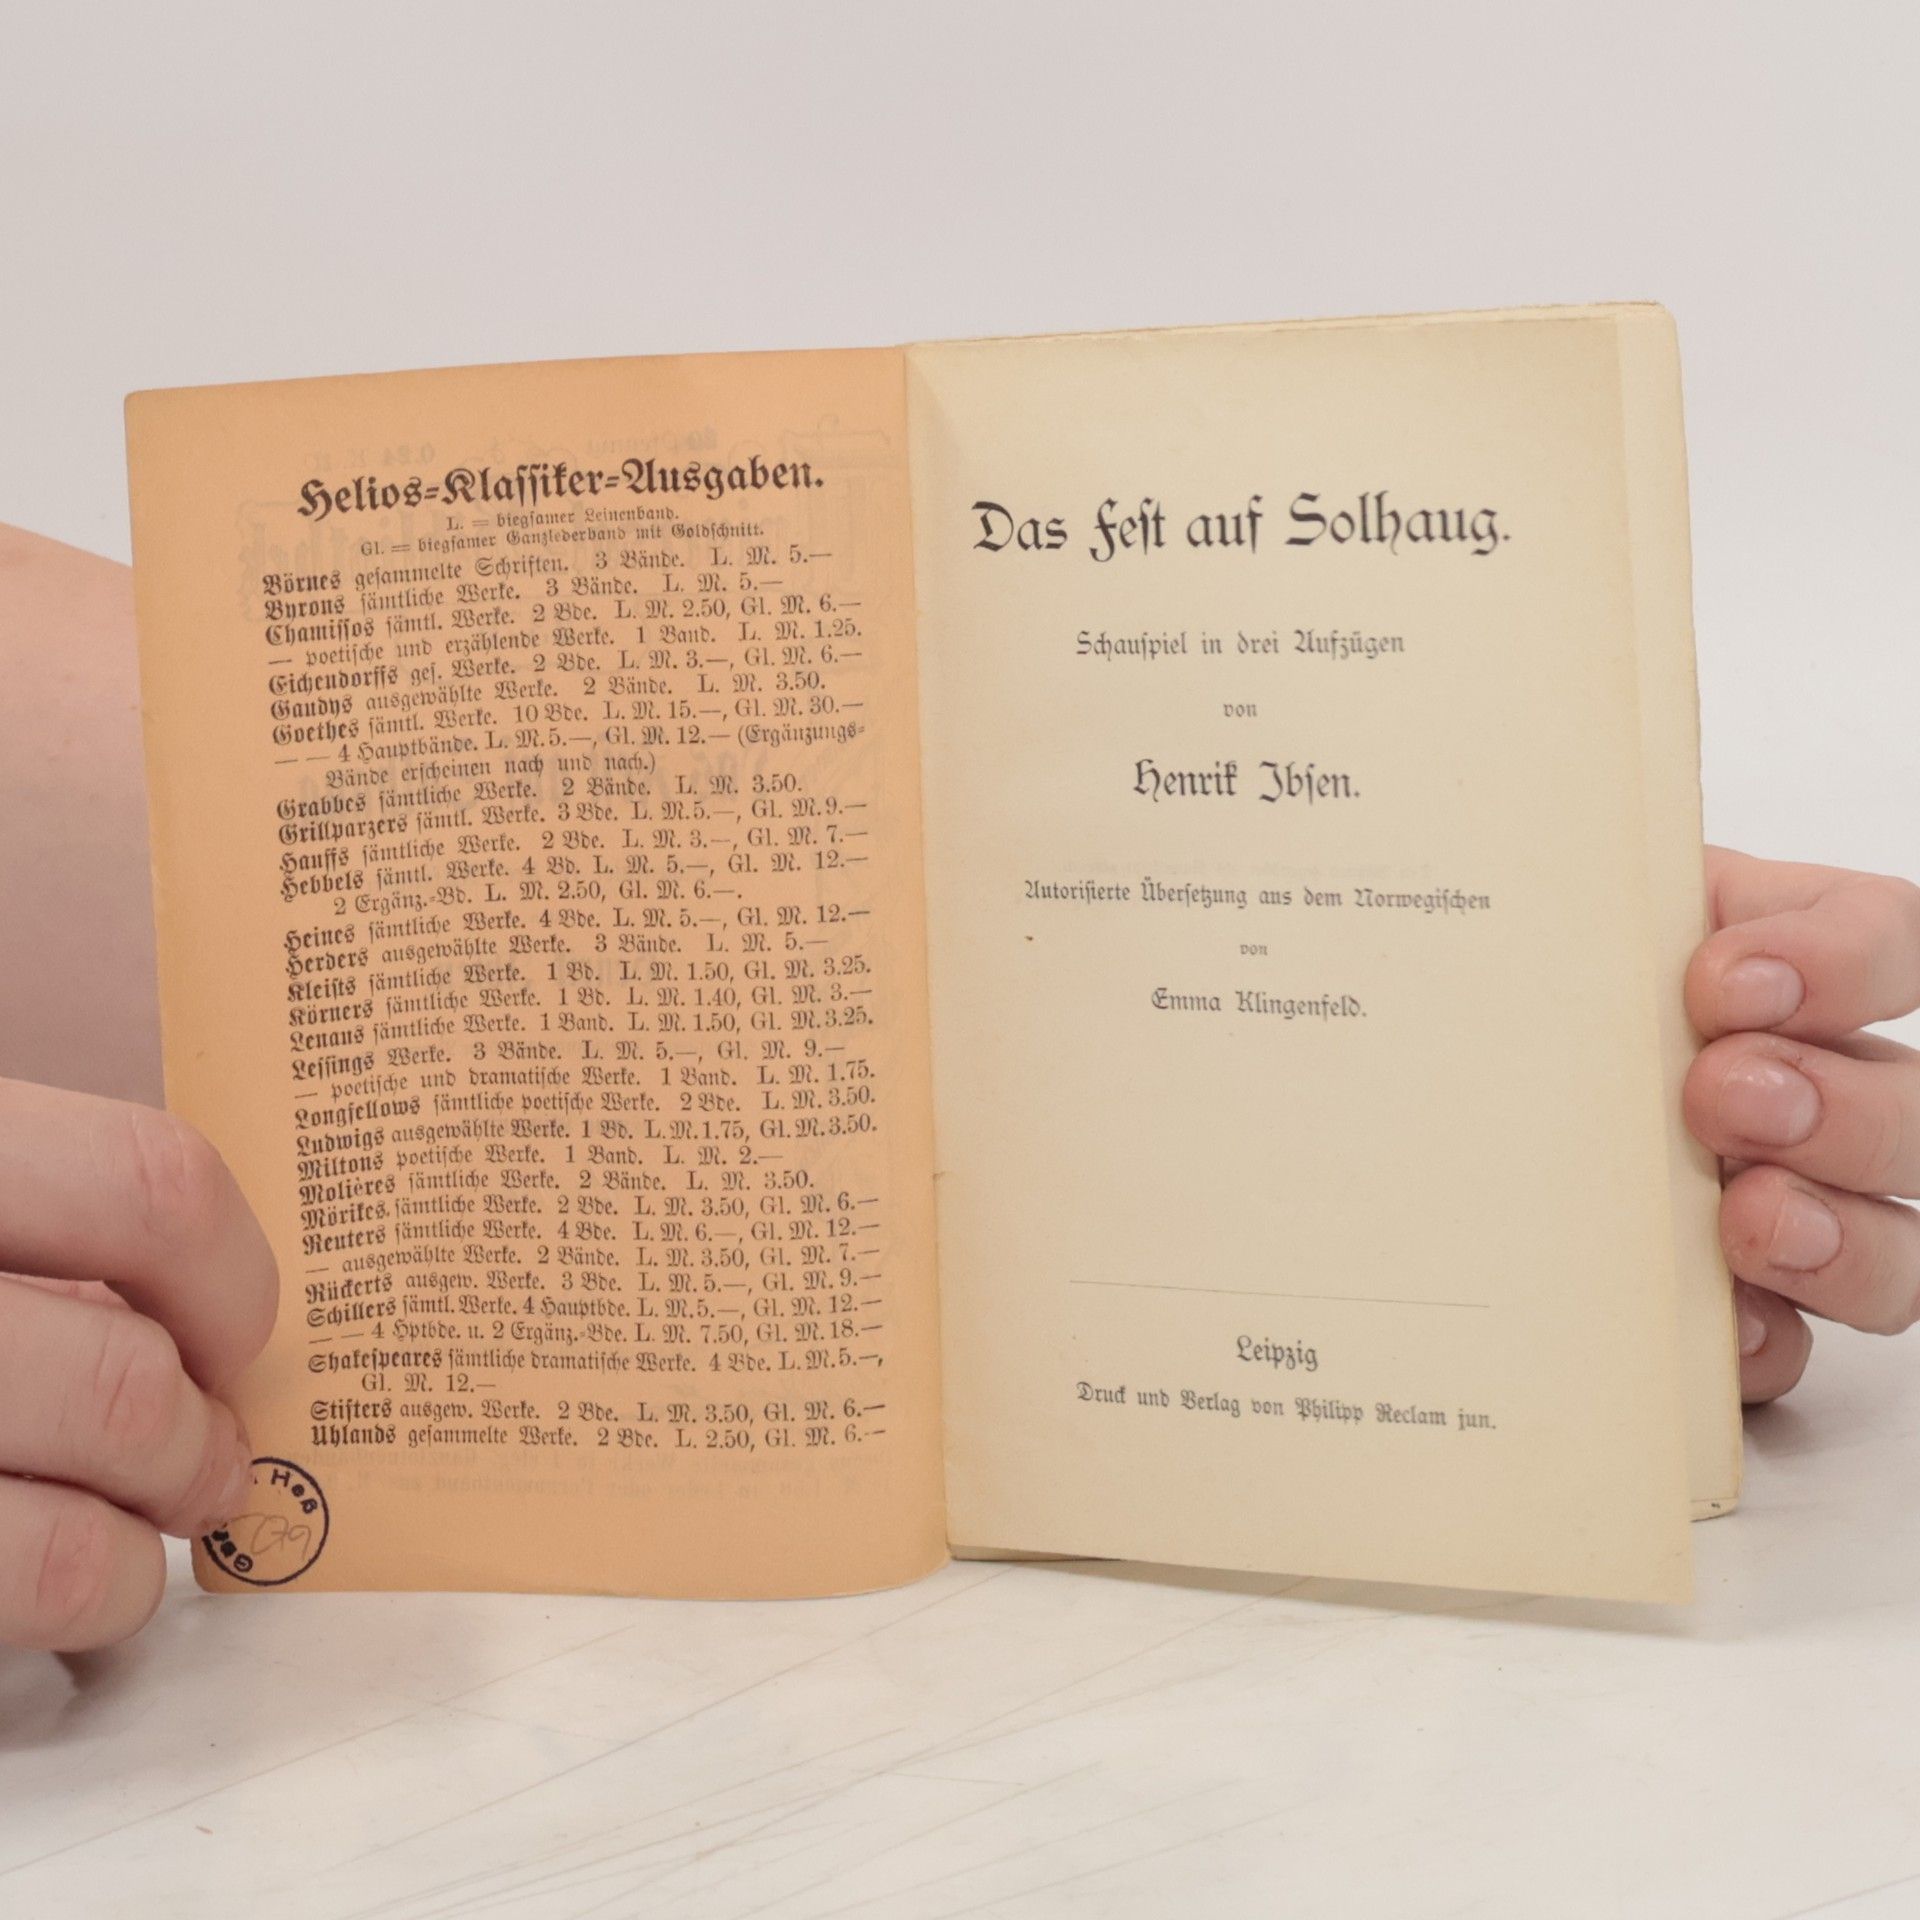 Helios-Klassiker-Ausgaben.
L. = biegsamer Leinenband.
Gl. = biegsamer Ganzlederband mit Goldschnitt.
Börnes gesammelte Schriften. 3 Bände. L. M. 5.—
Byrons sämtliche Werke. 3 Bände. L. M. 5.—
Chamissos sämtl. Werke. 2 Bde. L. M. 2.50, Gl. M. 6.—
— poetische und erzählende Werke. 1 Band. L. M. 1.25.
Eichendorffs ges. Werke. 2 Bde. L. M. 3.—, Gl. M. 6.—
Gaudys ausgewählte Werke. 2 Bände. L. M. 3.50.
Goethes sämtl. Werke. 10 Bde. L. M. 15.—, Gl. M. 30.—
— — 4 Hauptbände. L. M. 5.—, Gl. M. 12.— (Ergänzungs-
Bände erscheinen nach und nach.)
Grabbes sämtliche Werke. 2 Bände. L. M. 3.50.
Grillparzers sämtl. Werke. 3 Bde. L. M. 5.—, Gl. M. 9.—
Hauffs sämtliche Werke. 2 Bde. L. M. 3.—, Gl. M. 7.—
Hebbels sämtl. Werke. 4 Bd. L. M. 5.—, Gl. M. 12.—
2 Ergänz.-Bd. L. M. 2.50, Gl. M. 6.—.
Heines sämtliche Werke. 4 Bde. L. M. 5.—, Gl. M. 12.—
Herders ausgewählte Werke. 3 Bände. L. M. 5.—
Kleists sämtliche Werke. 1 Bd. L. M. 1.50, Gl. M. 3.25.
Körners sämtliche Werke. 1 Bd. L. M. 1.40, Gl. M. 3.—
Lenaus sämtliche Werke. 1 Band. L. M. 1.50, Gl. M. 3.25.
Lessings Werke. 3 Bände. L. M. 5.—, Gl. M. 9.—
— poetische und dramatische Werke. 1 Band. L. M. 1.75.
Longfellows sämtliche poetische Werke. 2 Bde. L. M. 3.50.
Ludwigs ausgewählte Werke. 1 Bd. L. M. 1.75, Gl. M. 3.50.
Miltons poetische Werke. 1 Band. L. M. 2.—
Molières sämtliche Werke. 2 Bände. L. M. 3.50.
Mörikes sämtliche Werke. 2 Bde. L. M. 3.50, Gl. M. 6.—
Reuters sämtliche Werke. 4 Bde. L. M. 6.—, Gl. M. 12.—
— ausgewählte Werke. 2 Bände. L. M. 3.50, Gl. M. 7.—
Rückerts ausgew. Werke. 3 Bde. L. M. 5.—, Gl. M. 9.—
Schillers sämtl. Werke. 4 Hauptbde. L. M. 5.—, Gl. M. 12.—
— — 4 Hptbde. u. 2 Ergänz.-Bde. L. M. 7.50, Gl. M. 18.—
Shakespeares sämtliche dramatische Werke. 4 Bde. L. M. 5.—,
Gl. M. 12.—
Stifters ausgew. Werke. 2 Bde. L. M. 3.50, Gl. M. 6.—
Uhlands gesammelte Werke. 2 Bde. L. 2.50, Gl. M. 6.—
Heß
Das Fest auf Solhaug.
Schauspiel in drei Aufzügen
von
Henrik Ibsen.
Autorisierte Übersetzung aus dem Norwegischen
von
Emma Klingenfeld.
Leipzig
Druck und Verlag von Philipp Reclam jun.